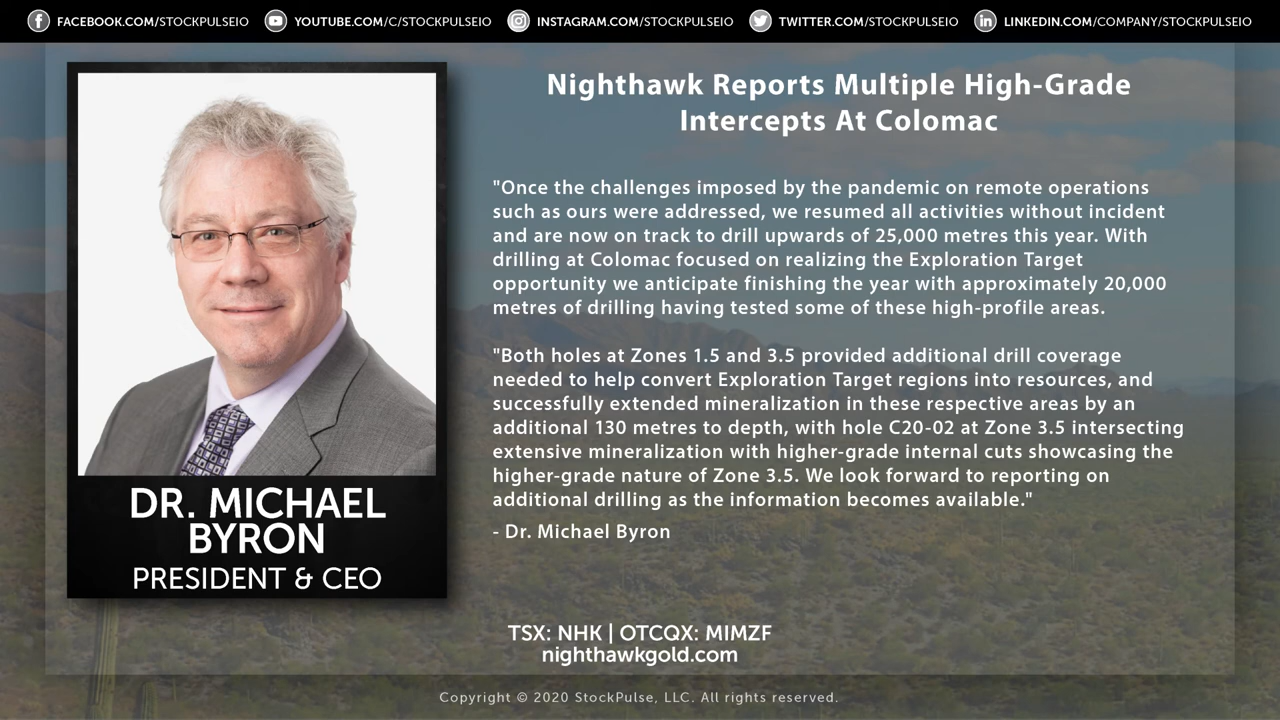 FACEBOOK.COM/STOCKPULSEIO YOUTUBE.COM/C/STOCKPULSEIO INSTAGRAM.COM/STOCKPULSEIO TWITTER.COM/STOCKPULSEIO LINKEDIN.COM/COMPANY/STOCKPULSEIO
DR. MICHAEL
BYRON
PRESIDENT & CEO
Nighthawk Reports Multiple High-Grade
Intercepts At Colomac
"Once the challenges imposed by the pandemic on remote operations
such as ours were addressed, we resumed all activities without incident
and are now on track to drill upwards of 25,000 metres this year. With
drilling at Colomac focused on realizing the Exploration Target
opportunity we anticipate finishing the year with approximately 20,000
metres of drilling having tested some of these high-profile areas.
"Both holes at Zones 1.5 and 3.5 provided additional drill coverage
needed to help convert Exploration Target regions into resources, and
successfully extended mineralization in these respective areas by an
additional 130 metres to depth, with hole C20-02 at Zone 3.5 intersecting
extensive mineralization with higher-grade internal cuts showcasing the
higher-grade nature of Zone 3.5. We look forward to reporting on
additional drilling as the information becomes available."
- Dr. Michael Byron
TSX: NHK | OTCQX: MIMZF
nighthawkgold.com
Copyright © 2020 StockPulse, LLC. All rights reserved.